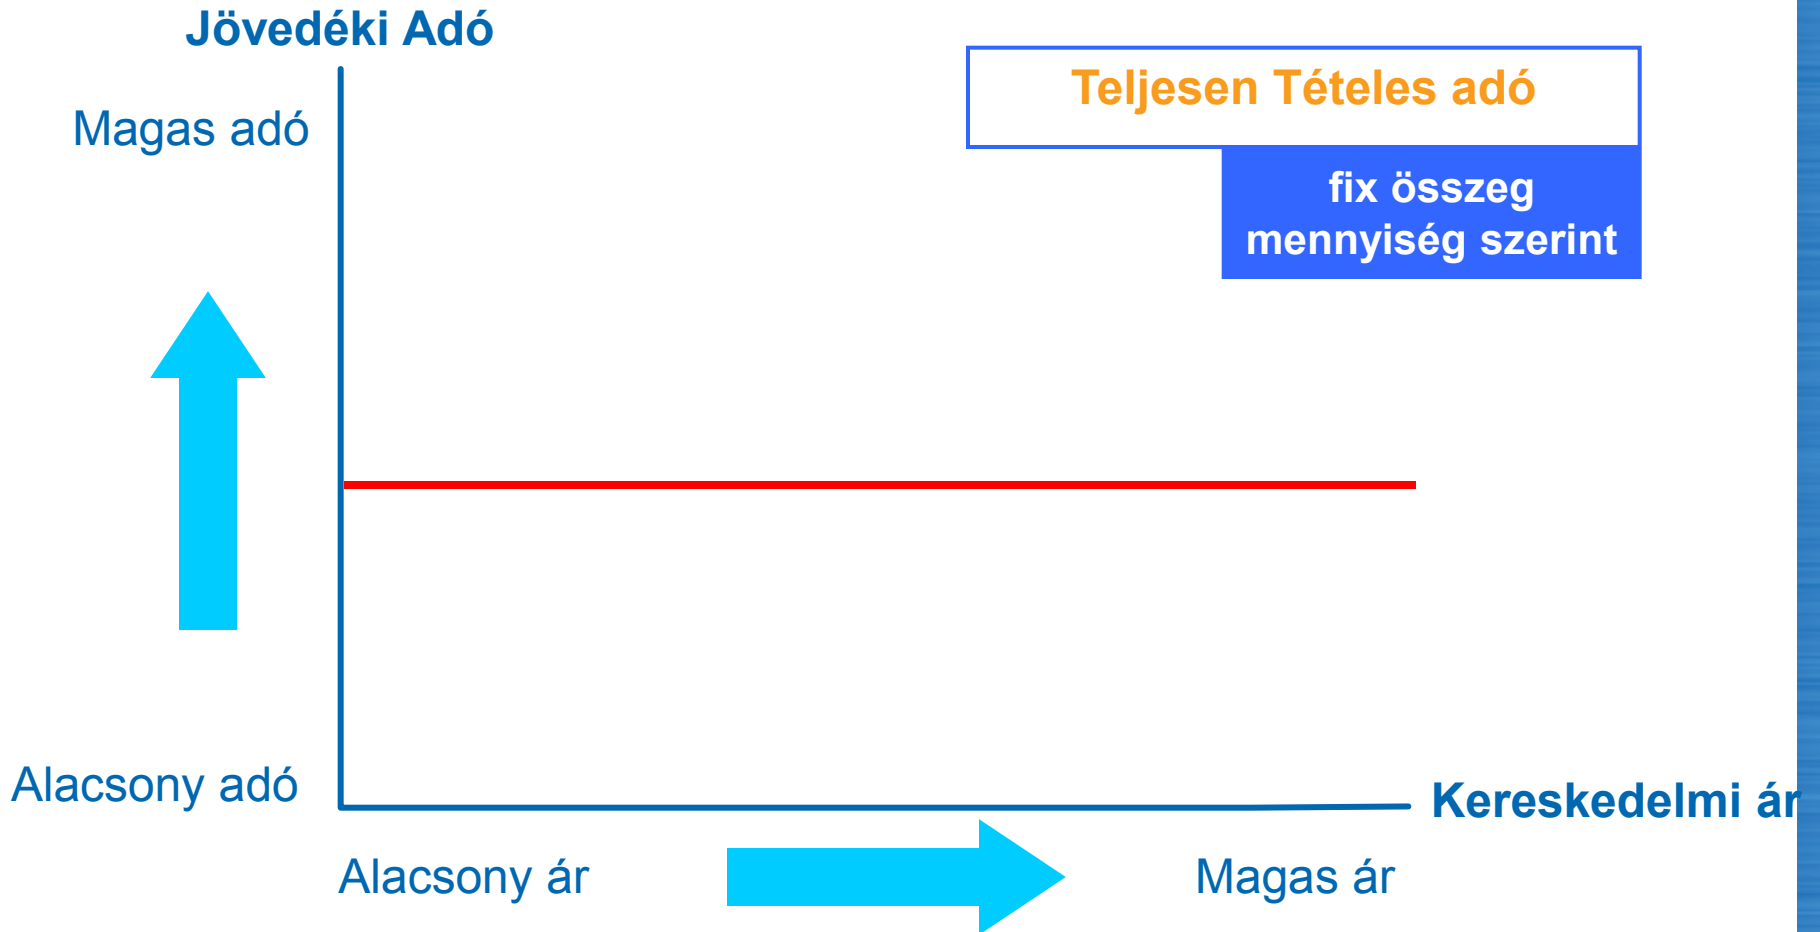 Jövedéki Adó
Teljesen Tételes adó
Magas adó
fix összeg
mennyiség szerint
Alacsony adó
Kereskedelmi ár
Alacsony ár
Magas ár